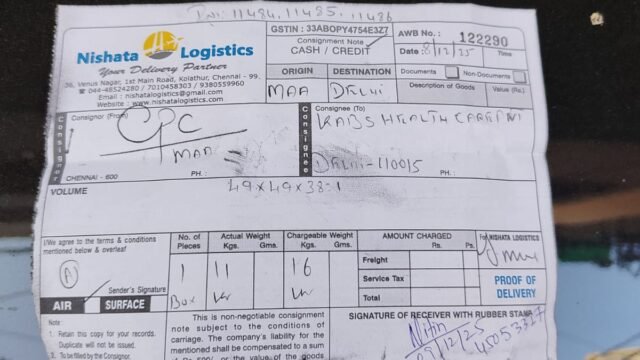 INV: 11484, 11485, 11486
Nishata Logistics
Your Delivery Partner
36, Venus Nagar, 1st Main Road, Kolathur, Chennai - 99.
☎ 044-48524280 / 7010458303 / 9380559960
Email : nishatalogistics@gmail.com
Website : www.nishatalogistics.com
GSTIN : 33ABOPY4754E3Z7
Consignment Note
CASH / CREDIT
AWB No. : 122290
Date : 8/12/25 Time
ORIGIN DESTINATION
MAA DELHI
Documents Non-Documents
Description of Goods Value (Rs.)
Consignor (From)
CPC
MAA
CHENNAI - 600 PH. :
Consignee (To)
KABS HEALTH CARE
DELHI-110015
PH. :
VOLUME
49x49x38:1
I/We agree to the terms & conditions
mentioned below & overleaf
A
Sender's Signature
AIR SURFACE
No. of Pieces
1
Box
Actual Weight
Kgs. Gms.
11
Chargeable Weight
Kgs. Gms.
16
AMOUNT CHARGED
Rs. Ps.
Freight
Service Tax
Total
For NISHATA LOGISTICS
PROOF OF
DELIVERY
Note :
1. Retain this copy for your records.
Duplicate will not be issued.
2. To be filled by the Consignor
This is non-negotiable consignment
note subject to the conditions of
carriage. The company's liability for
the mentioned shall be compensated to a sum
or the value of the goods
SIGNATURE OF RECEIVER WITH RUBBER STAMP
Nitin
09/12/25